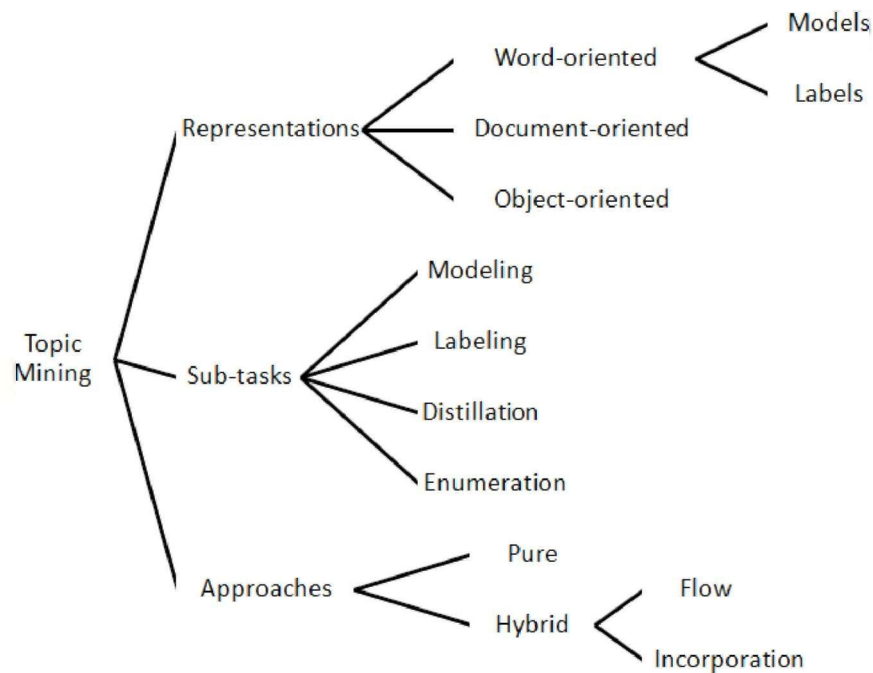 Models
Word-oriented
Labels
Representations
Document-oriented
Object-oriented
Modeling
Topic
Mining
Labeling
Sub-tasks
Distillation
Enumeration
Pure
Approaches
Flow
Hybrid
Incorporation